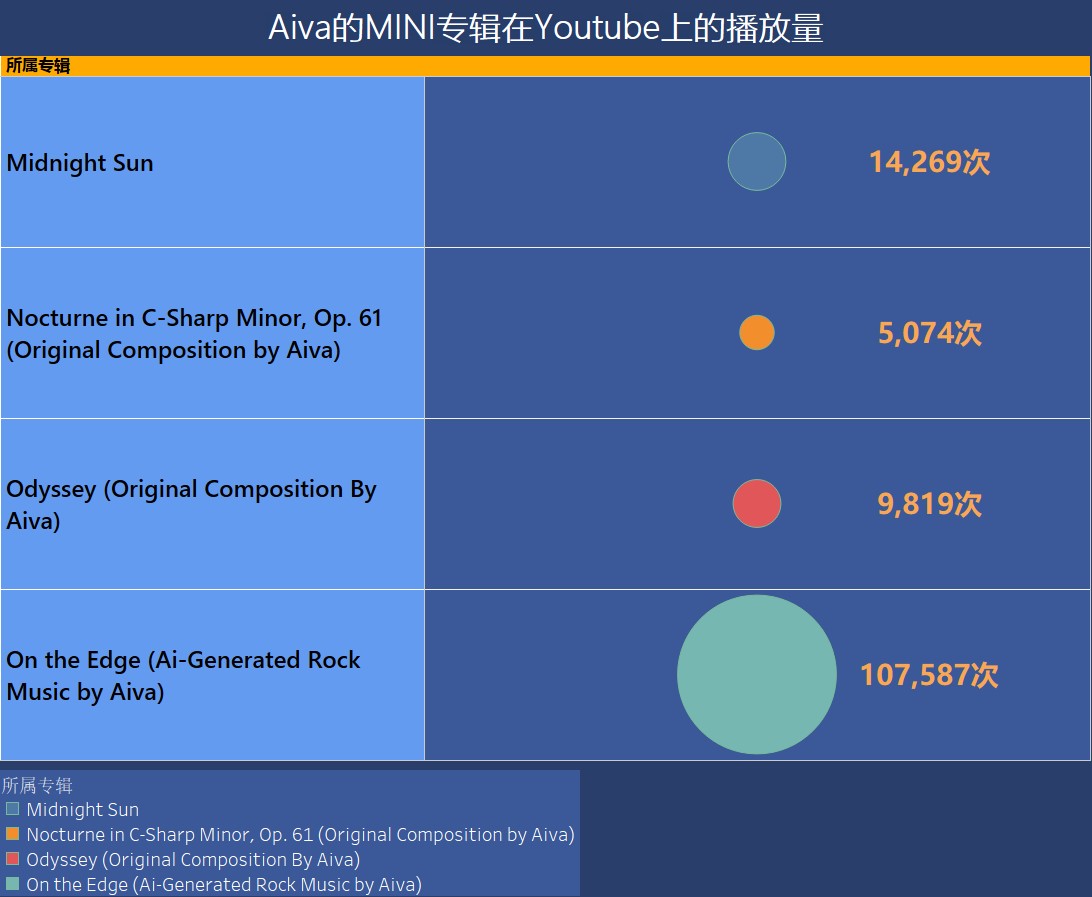 Aiva的MINI专辑在Youtube上的播放量
所属专辑
Midnight Sun
14,269次
Nocturne in C-Sharp Minor, Op. 61
(Original Composition by Aiva)
5,074次
Odyssey (Original Composition By
Aiva)
9,819次
On the Edge (Ai-Generated Rock
Music by Aiva)
107,587次
所属专辑
Midnight Sun
Nocturne in C-Sharp Minor, Op. 61 (Original Composition by Aiva)
Odyssey (Original Composition By Aiva)
On the Edge (Ai-Generated Rock Music by Aiva)